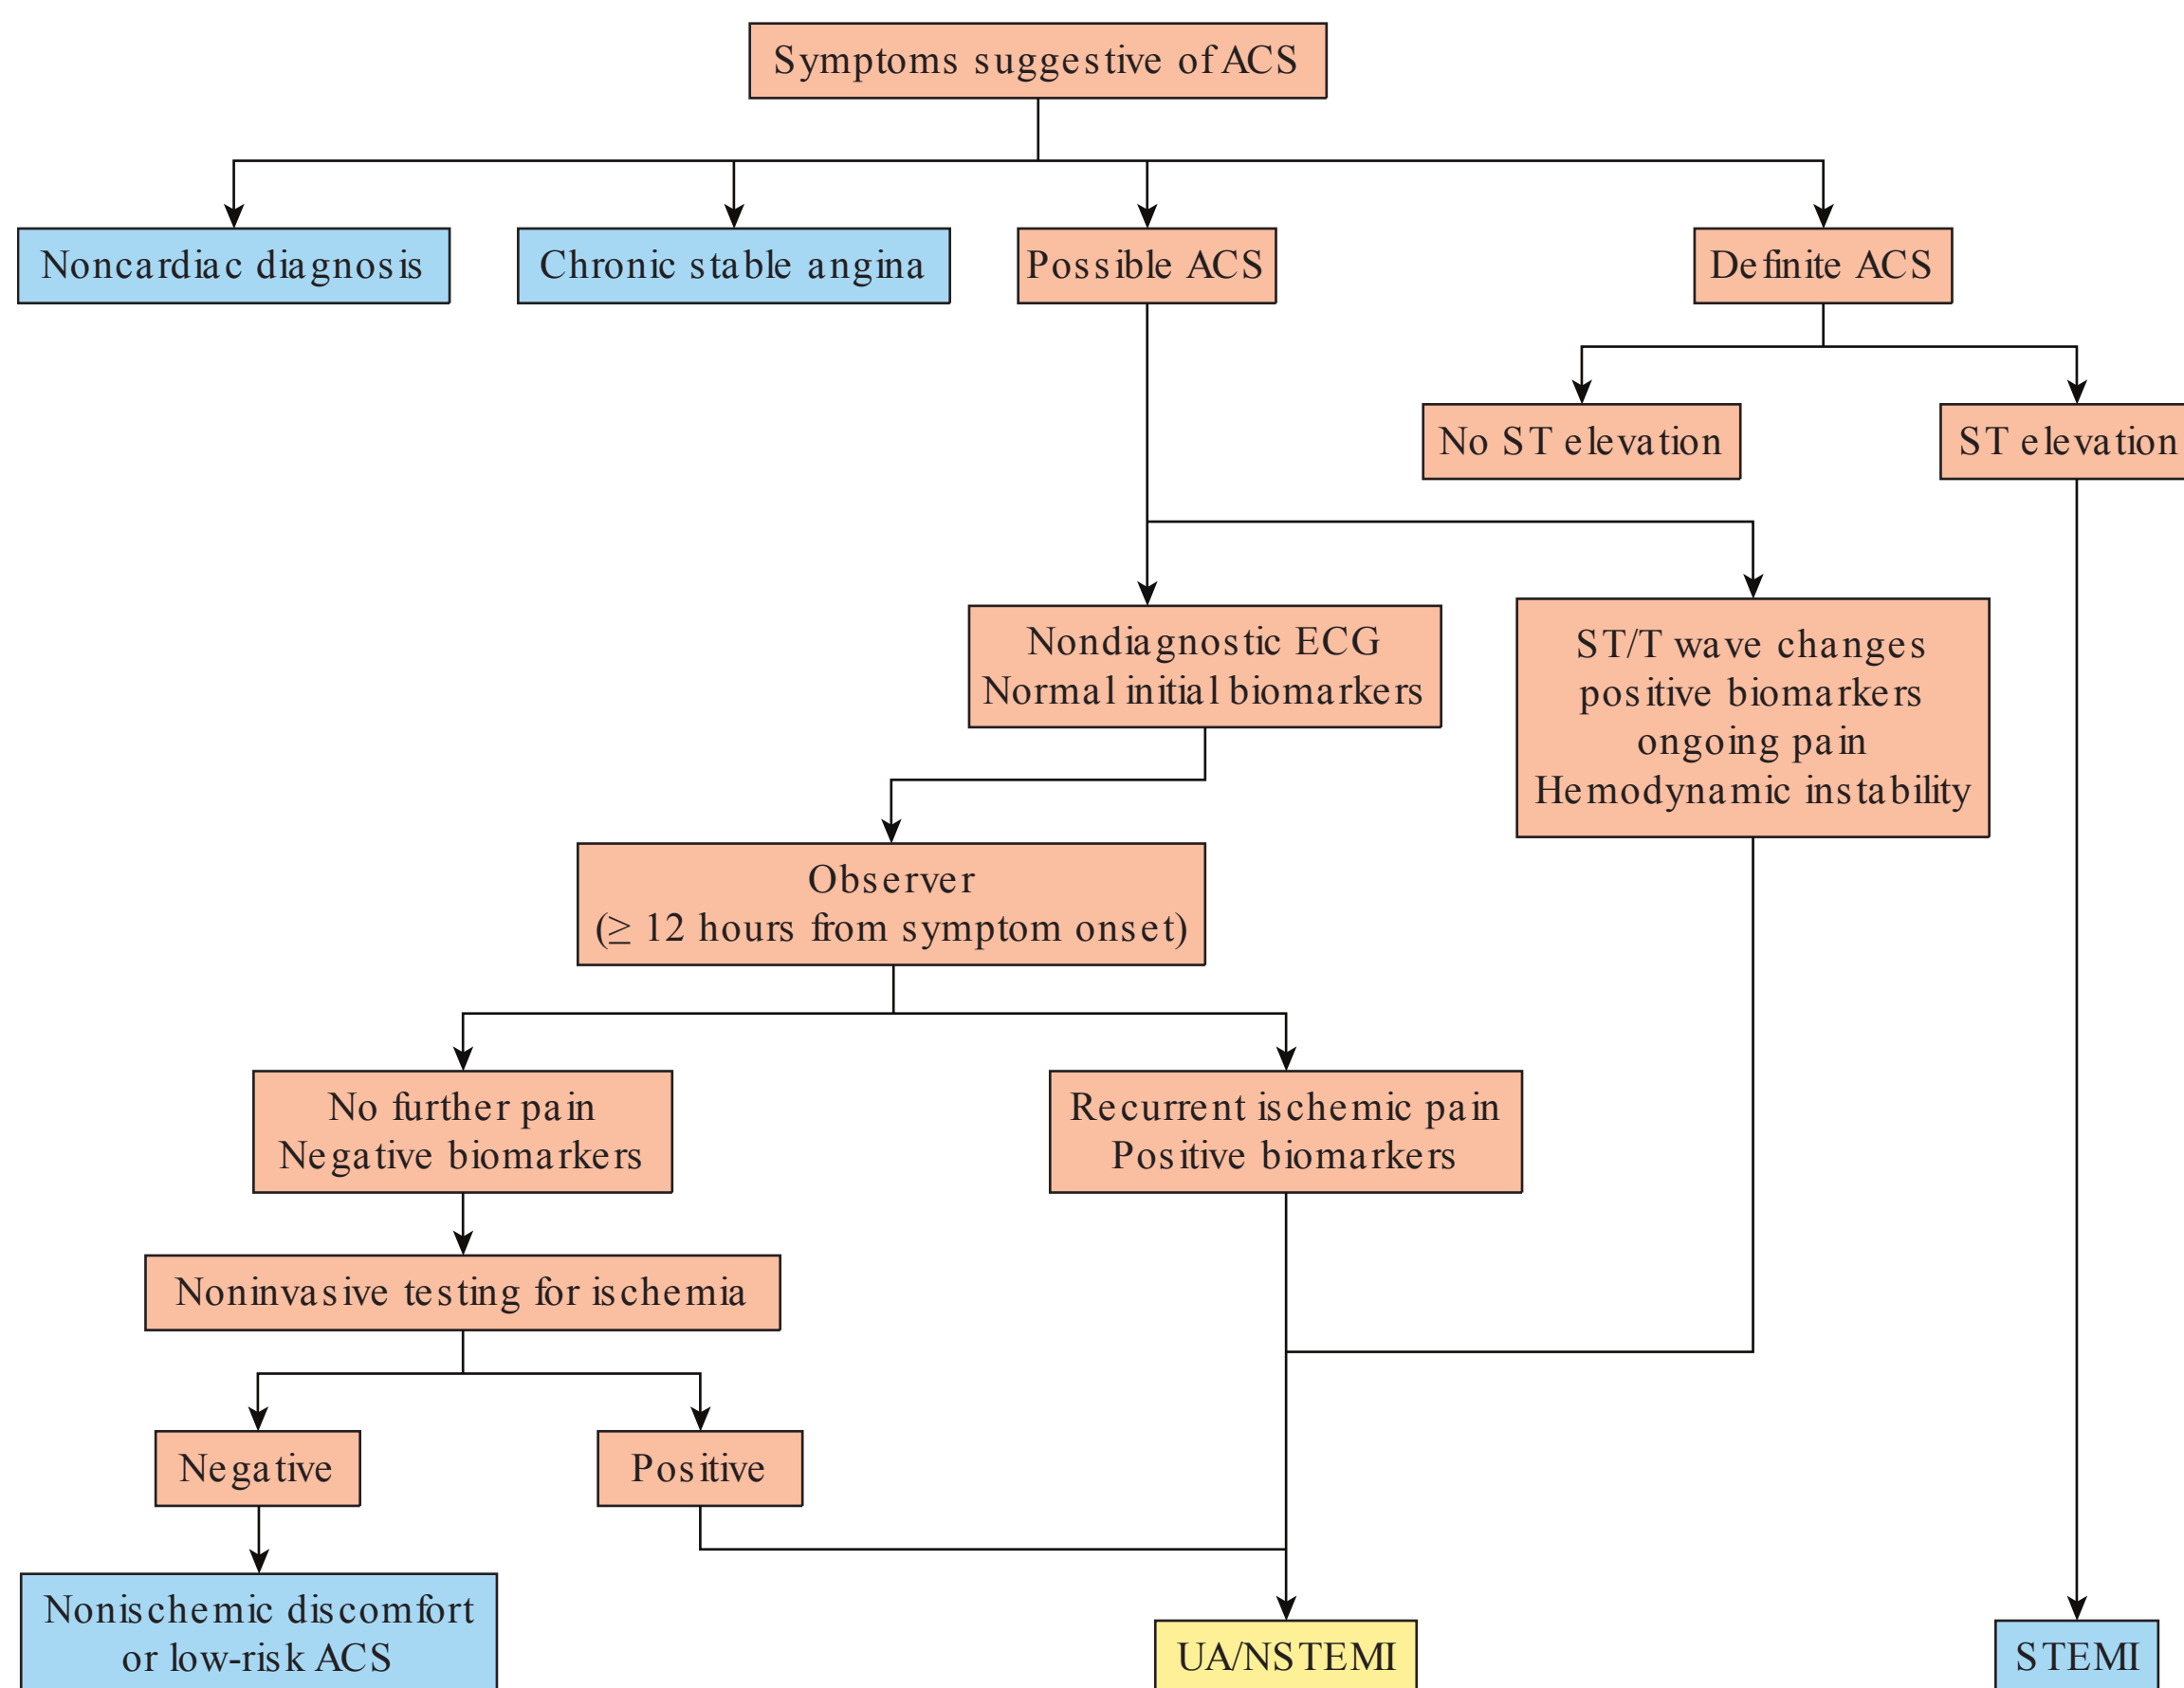 Symptoms suggestive of ACS
Noncardiac diagnosis
Chronic stable angina
Possible ACS
Definite ACS
No ST elevation
ST elevation
Nondiagnostic ECG
Normal initial biomarkers
ST/T wave changes
positive biomarkers
ongoing pain
Hemodynamic instability
Observer
(≥ 12 hours from symptom onset)
No further pain
Negative biomarkers
Recurrent ischemic pain
Positive biomarkers
Noninvasive testing for ischemia
Negative
Positive
Nonischemic discomfort
or low-risk ACS
UA/NSTEMI
STEMI